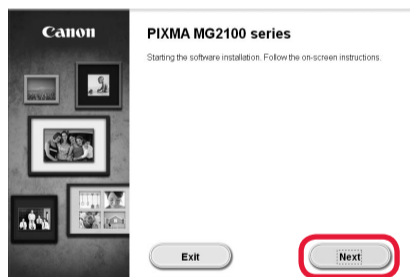 Canon
PIXMA MG2100 series
Starting the software installation. Follow the on-screen instructions.
Exit
Next